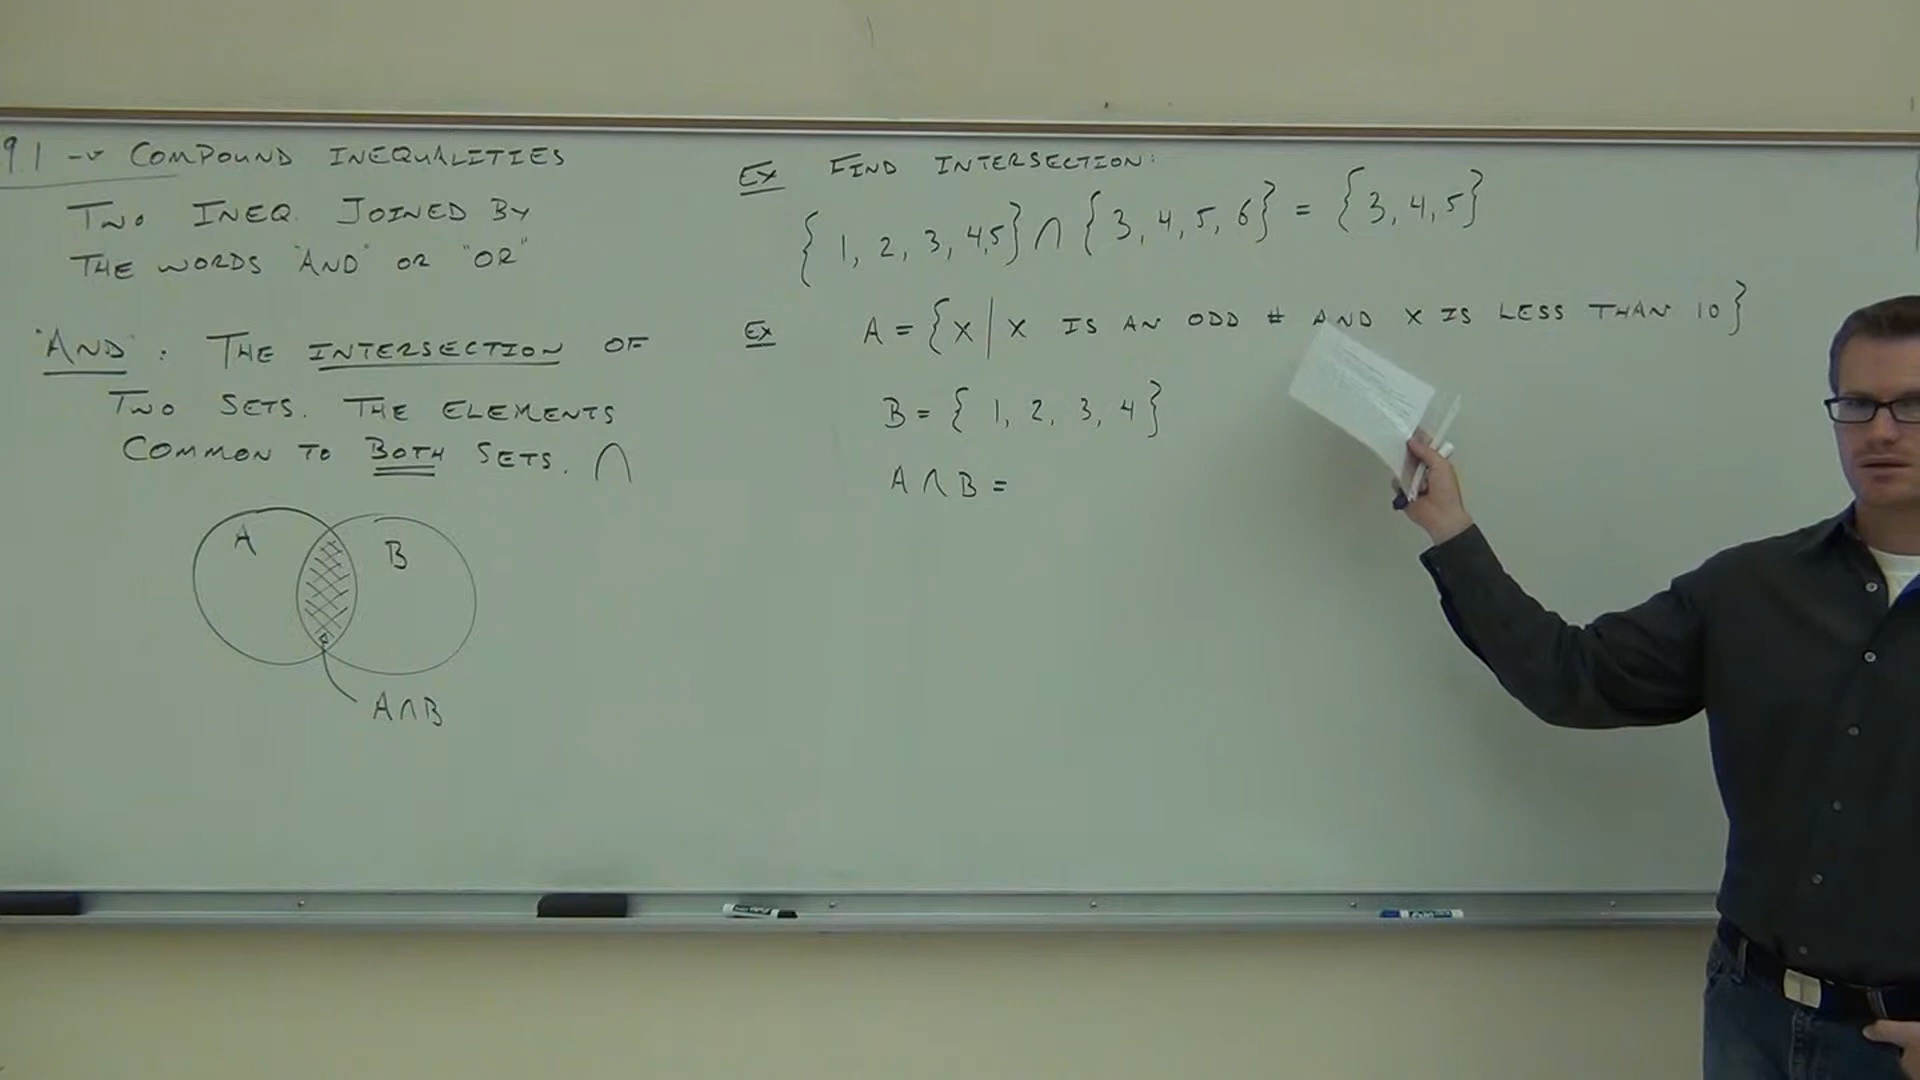 9.1 → COMPOUND INEQUALITIES
TWO INEQ. JOINED BY
THE WORDS "AND" OR "OR"
"AND": THE INTERSECTION OF
TWO SETS. THE ELEMENTS
COMMON TO BOTH SETS. ∩
A B
A∩B
EX FIND INTERSECTION:
{1, 2, 3, 4,5} ∩ {3, 4, 5, 6} = {3, 4, 5}
EX A = {X | X IS AN ODD # AND X IS LESS THAN 10}
B = {1, 2, 3, 4}
A ∩ B =